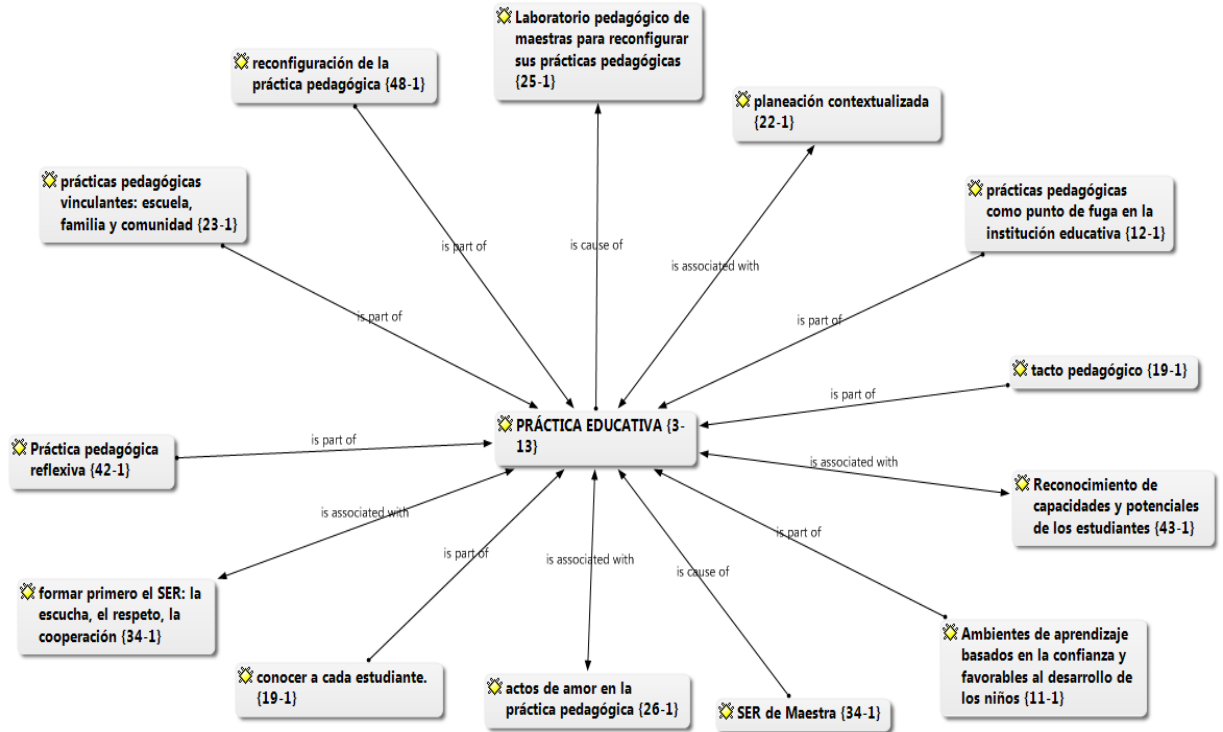 Laboratorio pedagógico de
maestras para reconfigurar
sus prácticas pedagógicas
{25-1}
reconfiguración de la
práctica pedagógica {48-1}
planeación contextualizada
{22-1}
prácticas pedagógicas
vinculantes: escuela,
familia y comunidad {23-1}
prácticas pedagógicas
como punto de fuga en la
institución educativa {12-1}
is part of
is cause of
is associated with
is part of
is part of
tacto pedagógico {19-1}
is part of
PRÁCTICA EDUCATIVA {3-
13}
Práctica pedagógica
reflexiva {42-1}
is part of
is associated with
Reconocimiento de
capacidades y potenciales
de los estudiantes {43-1}
is associated with
is part of
is associated with
is cause of
is part of
formar primero el SER: la
escucha, el respeto, la
cooperación {34-1}
conocer a cada estudiante.
{19-1}
actos de amor en la
práctica pedagógica {26-1}
SER de Maestra {34-1}
Ambientes de aprendizaje
basados en la confianza y
favorables al desarrollo de
los niños {11-1}